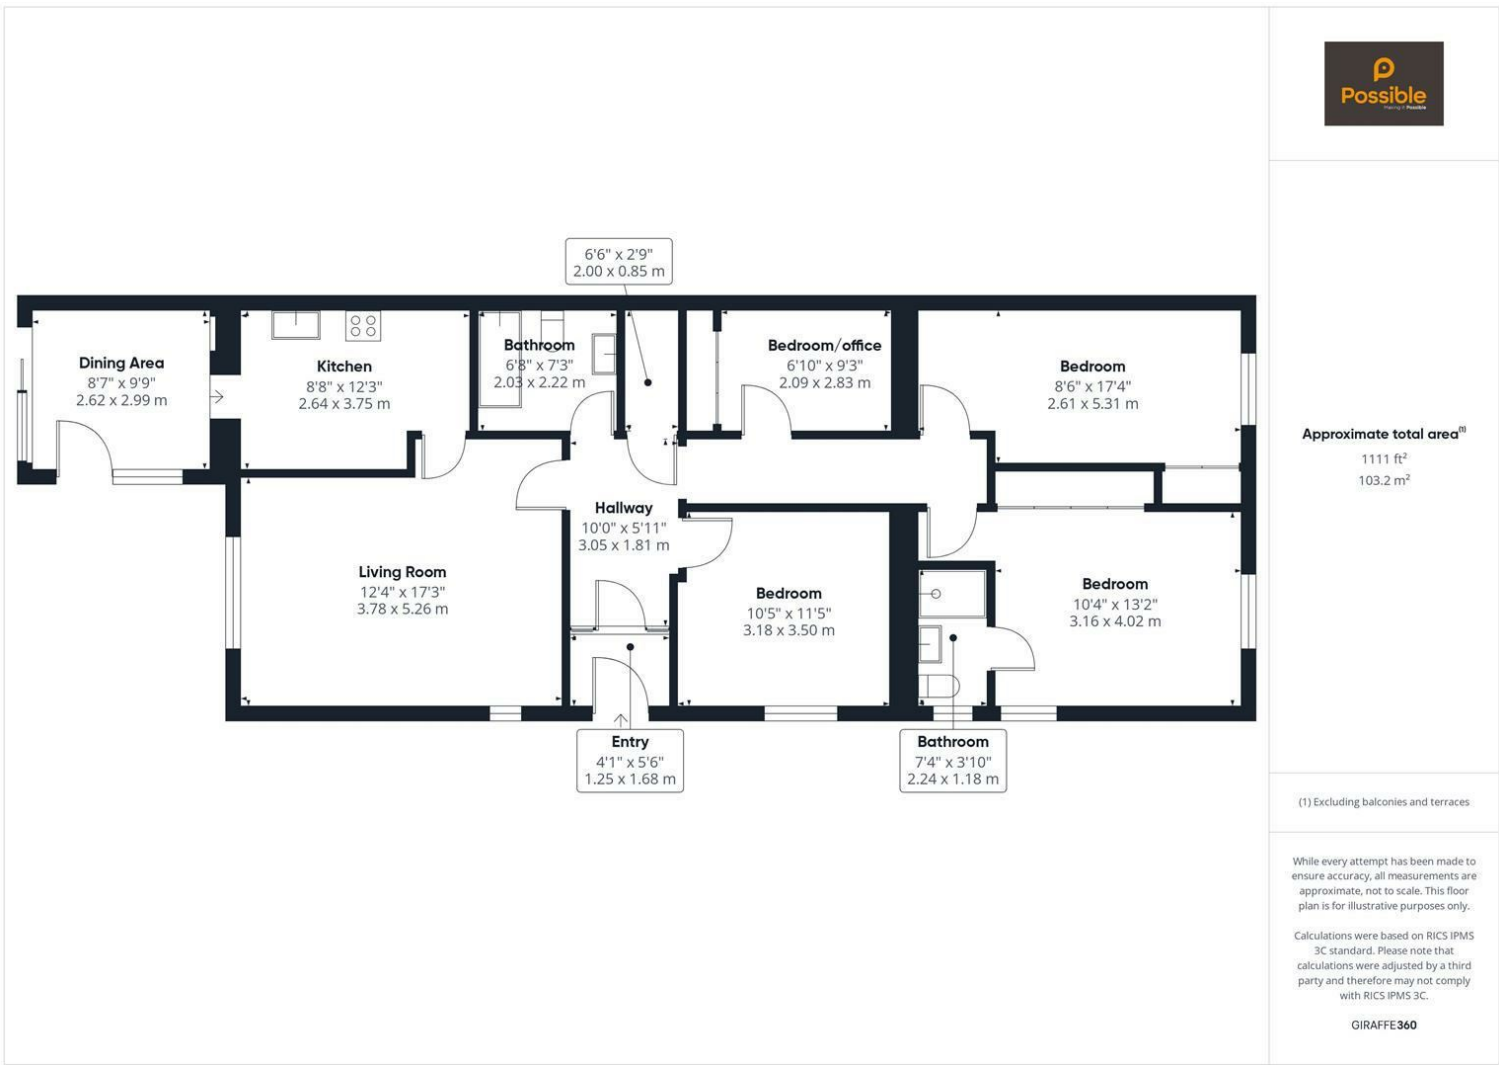 Possible
Making it Possible
6'6" x 2'9"
2.00 x 0.85 m
Dining Area
8'7" x 9'9"
2.62 x 2.99 m
Kitchen
8'8" x 12'3"
2.64 x 3.75 m
Bathroom
6'8" x 7'3"
2.03 x 2.22 m
Bedroom/office
6'10" x 9'3"
2.09 x 2.83 m
Bedroom
8'6" x 17'4"
2.61 x 5.31 m
Hallway
10'0" x 5'11"
3.05 x 1.81 m
Living Room
12'4" x 17'3"
3.78 x 5.26 m
Bedroom
10'5" x 11'5"
3.18 x 3.50 m
Bedroom
10'4" x 13'2"
3.16 x 4.02 m
Entry
4'1" x 5'6"
1.25 x 1.68 m
Bathroom
7'4" x 3'10"
2.24 x 1.18 m
Approximate total area(1)
1111 ft²
103.2 m²
(1) Excluding balconies and terraces
While every attempt has been made to
ensure accuracy, all measurements are
approximate, not to scale. This floor
plan is for illustrative purposes only.
Calculations were based on RICS IPMS
3C standard. Please note that
calculations were adjusted by a third
party and therefore may not comply
with RICS IPMS 3C.
GIRAFFE360